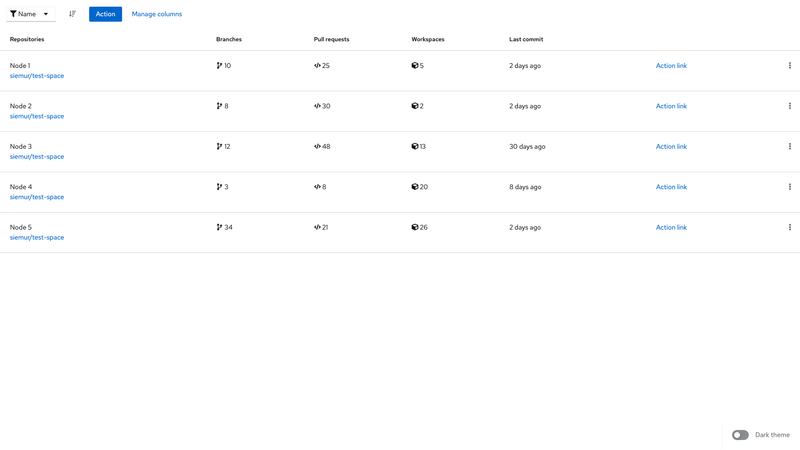 Name Action Manage columns
Repositories Branches Pull requests Workspaces Last commit
Node 1 10 25 5 2 days ago Action link
siemur/test-space
Node 2 8 30 2 2 days ago Action link
siemur/test-space
Node 3 12 48 13 30 days ago Action link
siemur/test-space
Node 4 3 8 20 8 days ago Action link
siemur/test-space
Node 5 34 21 26 2 days ago Action link
siemur/test-space
Dark theme